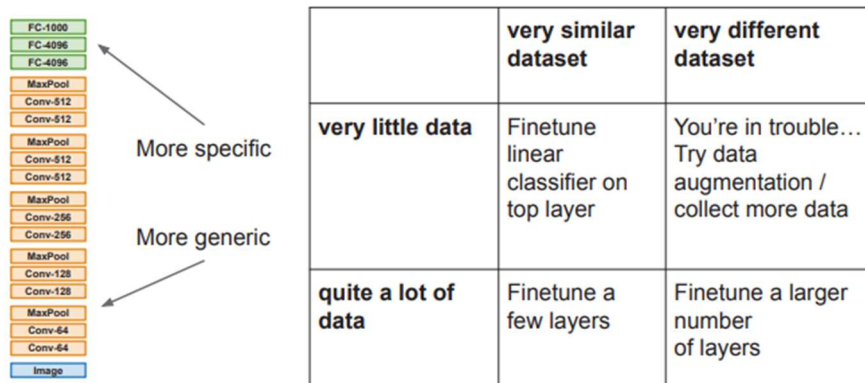 FC-1000
FC-4096
FC-4096
MaxPool
Conv-512
Conv-512
MaxPool
Conv-512
Conv-512
MaxPool
Conv-256
Conv-256
MaxPool
Conv-128
Conv-128
MaxPool
Conv-64
Conv-64
Image
More specific
More generic
very similar
dataset
very different
dataset
very little data
Finetune
linear
classifier on
top layer
You're in trouble…
Try data
augmentation /
collect more data
quite a lot of
data
Finetune a
few layers
Finetune a larger
number
of layers